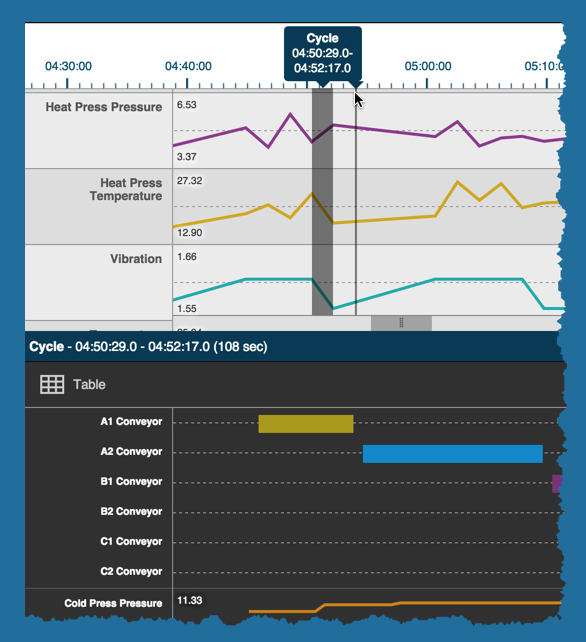 Cycle
04:50:29.0-
04:52:17.0
04:30:00 04:40:00 05:00:00
Heat Press Pressure 6.53
3.37
Heat Press
Temperature 27.32
12.90
Vibration 1.66
1.55
Cycle - 04:50:29.0 - 04:52:17.0 (108 sec)
Table
A1 Conveyor
A2 Conveyor
B1 Conveyor
B2 Conveyor
C1 Conveyor
C2 Conveyor
Cold Press Pressure 11.33